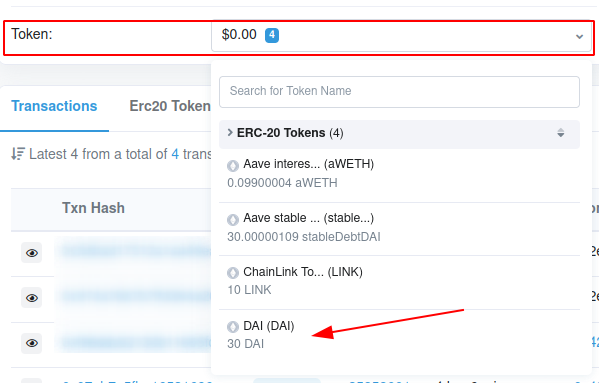 Token:
$0.00 4
Search for Token Name
Transactions
Erc20 Token
ERC-20 Tokens (4)
Latest 4 from a total of 4
Aave interes... (aWETH)
0.09900004 aWETH
Txn Hash
Aave stable ... (stable...)
30.00000109 stableDebtDAI
ChainLink To... (LINK)
10 LINK
DAI (DAI)
30 DAI